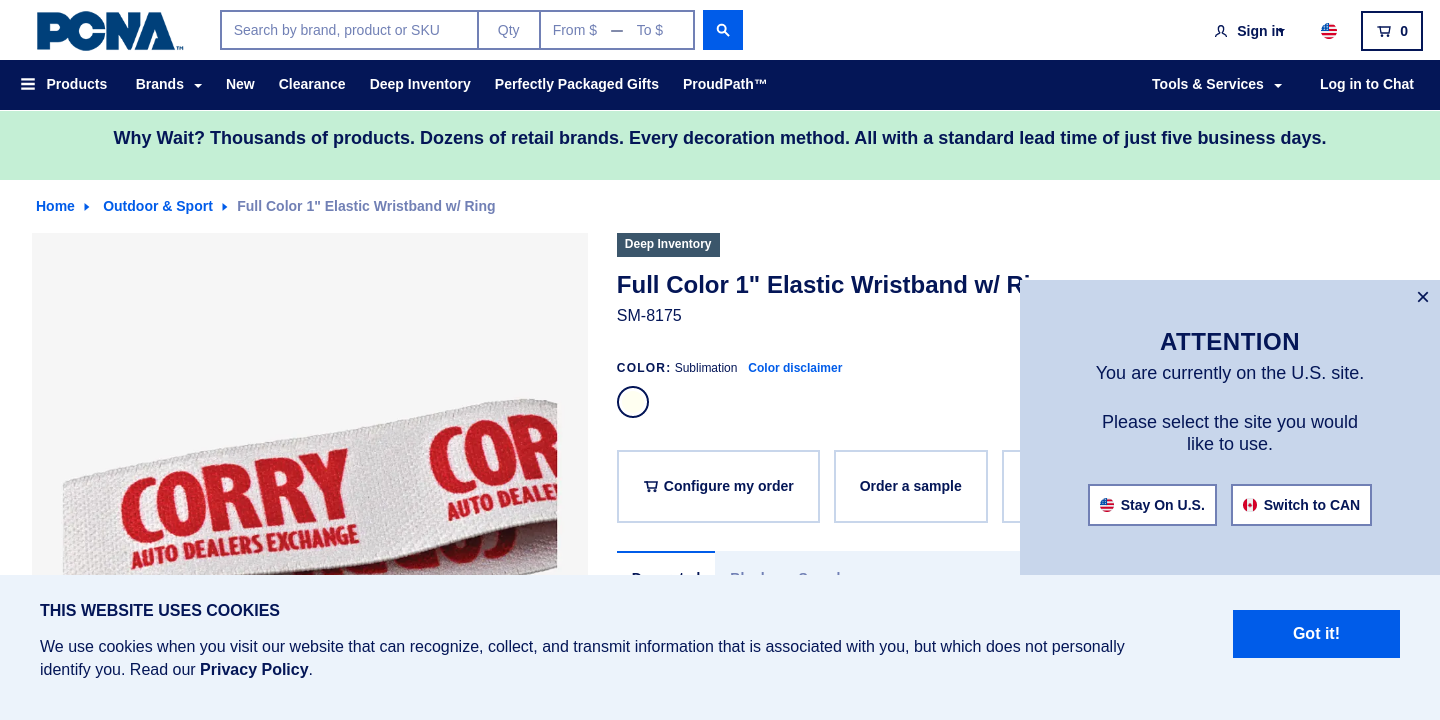 PCNA™
Search by brand, product or SKU
Qty
From $ — To $
Sign in
0
Products
Brands
New
Clearance
Deep Inventory
Perfectly Packaged Gifts
ProudPath™
Tools & Services
Log in to Chat
Why Wait? Thousands of products. Dozens of retail brands. Every decoration method. All with a standard lead time of just five business days.
Home
Outdoor & Sport
Full Color 1" Elastic Wristband w/ Ring
Deep Inventory
Full Color 1" Elastic Wristband w/
SM-8175
COLOR: Sublimation Color disclaimer
Configure my order
Order a sample
CORRY
AUTO DEALERS EXCHANGE
×
ATTENTION
You are currently on the U.S. site.
Please select the site you would
like to use.
Stay On U.S.
Switch to CAN
THIS WEBSITE USES COOKIES
We use cookies when you visit our website that can recognize, collect, and transmit information that is associated with you, but which does not personally
identify you. Read our Privacy Policy.
Got it!